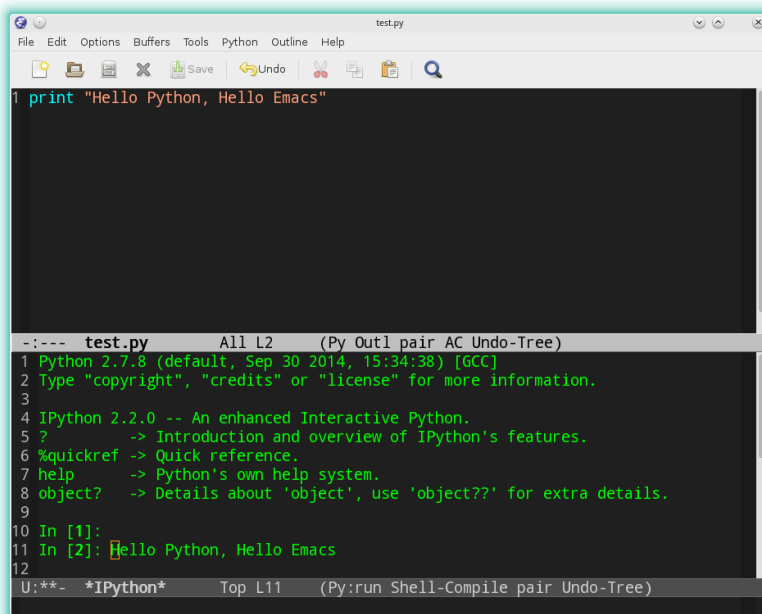 test.py
File Edit Options Buffers Tools Python Outline Help
Save Undo
1 print "Hello Python, Hello Emacs"
-:--- test.py All L2 (Py Outl pair AC Undo-Tree)
1 Python 2.7.8 (default, Sep 30 2014, 15:34:38) [GCC]
2 Type "copyright", "credits" or "license" for more information.
3
4 IPython 2.2.0 -- An enhanced Interactive Python.
5 ? -> Introduction and overview of IPython's features.
6 %quickref -> Quick reference.
7 help -> Python's own help system.
8 object? -> Details about 'object', use 'object??' for extra details.
9
10 In [1]:
11 In [2]: Hello Python, Hello Emacs
12
U:**- *IPython* Top L11 (Py:run Shell-Compile pair Undo-Tree)